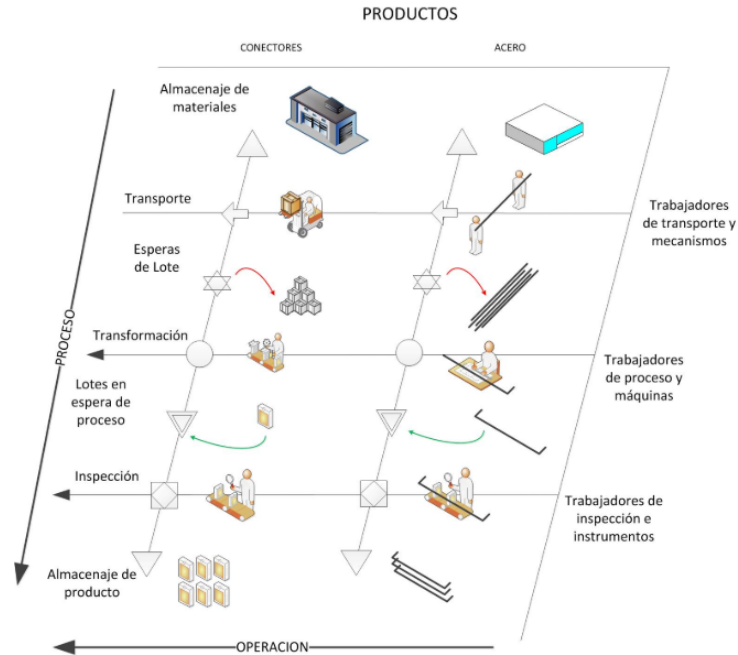 PRODUCTOS
CONECTORES
ACERO
Almacenaje de
materiales
Transporte
Trabajadores
de transporte y
mecanismos
Esperas
de Lote
PROCESO
Transformación
Trabajadores
de proceso y
máquinas
Lotes en
espera de
proceso
Inspección
Trabajadores de
inspección e
instrumentos
Almacenaje de
producto
OPERACION